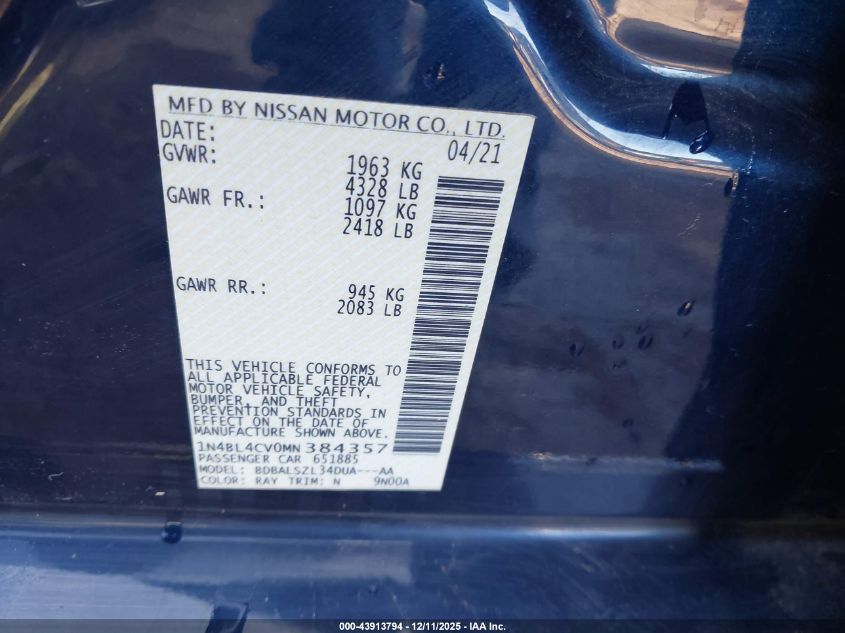 MFD BY NISSAN MOTOR CO., LTD.
DATE: 04/21
GVWR: 1963 KG
4328 LB
GAWR FR.: 1097 KG
2418 LB
GAWR RR.: 945 KG
2083 LB
THIS VEHICLE CONFORMS TO
ALL APPLICABLE FEDERAL
MOTOR VEHICLE SAFETY,
BUMPER, AND THEFT
PREVENTION STANDARDS IN
EFFECT ON THE DATE OF
MANUFACTURE SHOWN ABOVE.
1N4BL4CV0MN384357
PASSENGER CAR 651885
MODEL: BDBALSZL34DUA---AA
COLOR: RAY TRIM: N 9N00A
000-43913794 - 12/11/2025 - IAA Inc.